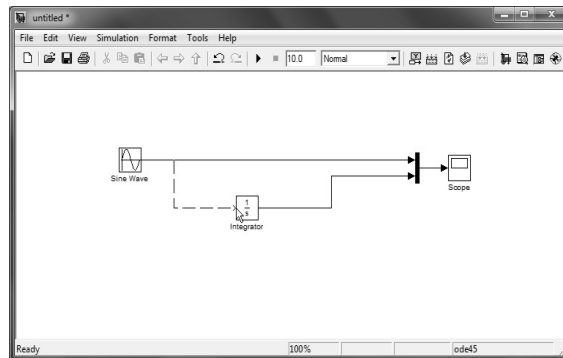 untitled *
File Edit View Simulation Format Tools Help
10.0 Normal
Sine Wave
1
s
Integrator
Scope
Ready 100% ode45